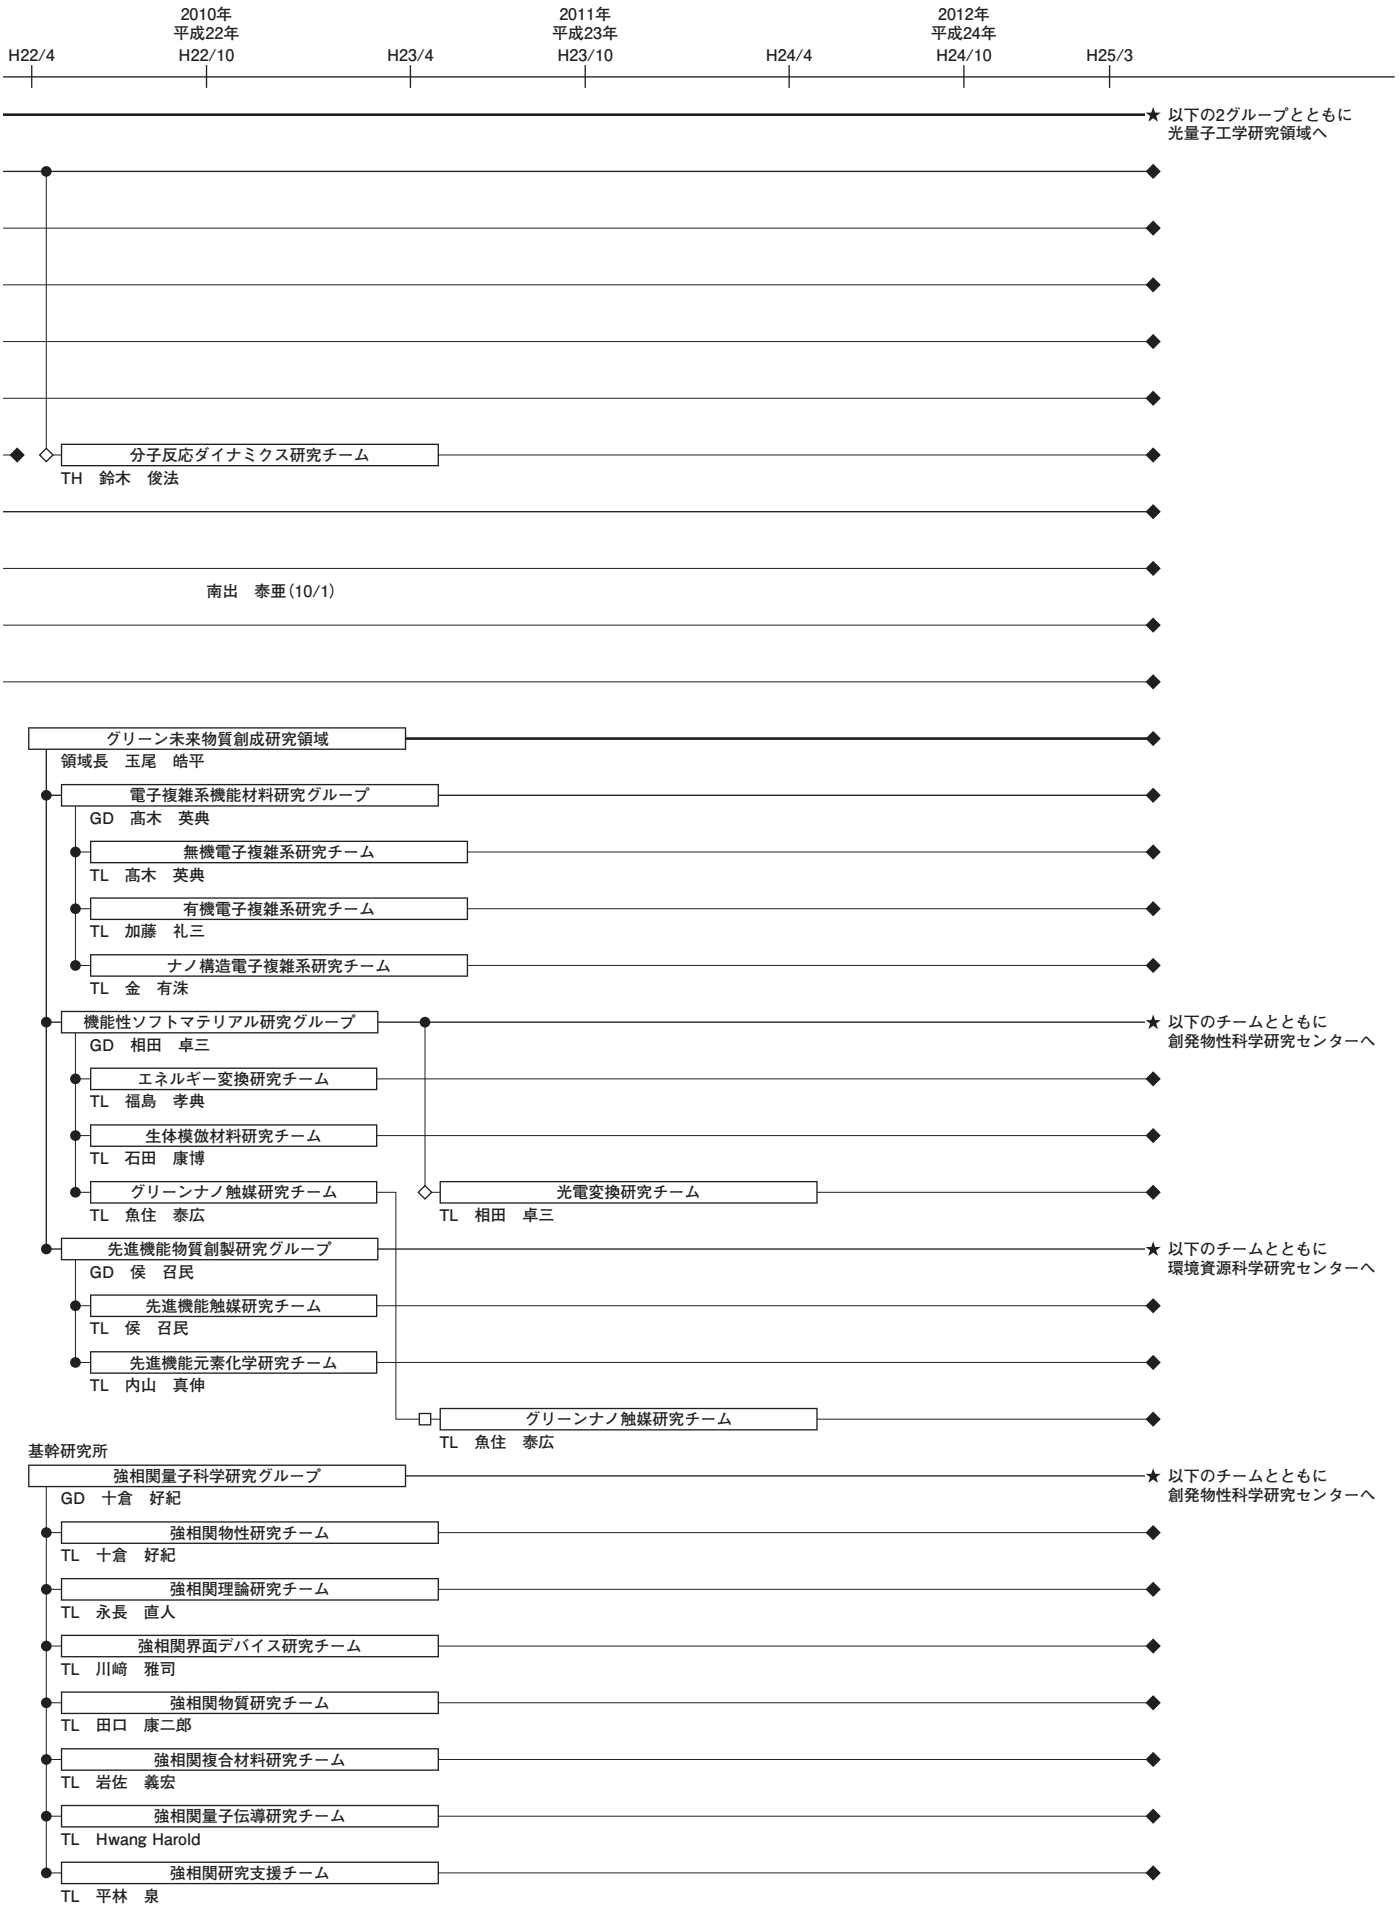 2010年
平成22年
2011年
平成23年
2012年
平成24年
H22/4
H22/10
H23/4
H23/10
H24/4
H24/10
H25/3
以下の2グループとともに
光量子工学研究領域へ
分子反応ダイナミクス研究チーム
TH 鈴木 俊法
南出 泰亜(10/1)
グリーン未来物質創成研究領域
領域長 玉尾 皓平
電子複雑系機能材料研究グループ
GD 髙木 英典
無機電子複雑系研究チーム
TL 髙木 英典
有機電子複雑系研究チーム
TL 加藤 礼三
ナノ構造電子複雑系研究チーム
TL 金 有洙
機能性ソフトマテリアル研究グループ
以下のチームとともに
創発物性科学研究センターへ
GD 相田 卓三
エネルギー変換研究チーム
TL 福島 孝典
生体模倣材料研究チーム
TL 石田 康博
グリーンナノ触媒研究チーム
TL 魚住 泰広
光電変換研究チーム
TL 相田 卓三
先進機能物質創製研究グループ
以下のチームとともに
環境資源科学研究センターへ
GD 侯 召民
先進機能触媒研究チーム
TL 侯 召民
先進機能元素化学研究チーム
TL 内山 真伸
グリーンナノ触媒研究チーム
TL 魚住 泰広
基幹研究所
強相関量子科学研究グループ
以下のチームとともに
創発物性科学研究センターへ
GD 十倉 好紀
強相関物性研究チーム
TL 十倉 好紀
強相関理論研究チーム
TL 永長 直人
強相関界面デバイス研究チーム
TL 川﨑 雅司
強相関物質研究チーム
TL 田口 康二郎
強相関複合材料研究チーム
TL 岩佐 義宏
強相関量子伝導研究チーム
TL Hwang Harold
強相関研究支援チーム
TL 平林 泉